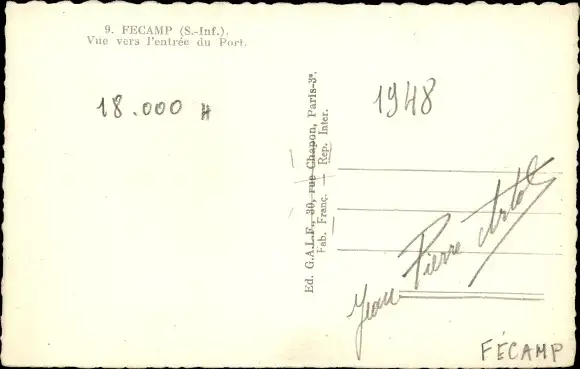 9. FECAMP (S.-Inf.).
Vue vers l'entrée du Port.
18.000 H
1948
Ed. G.A.L.F., 30, rue Chapon, Paris-3e.
Fab. Franç. — Rep. Inter.
Jean Pierre
FÉCAMP